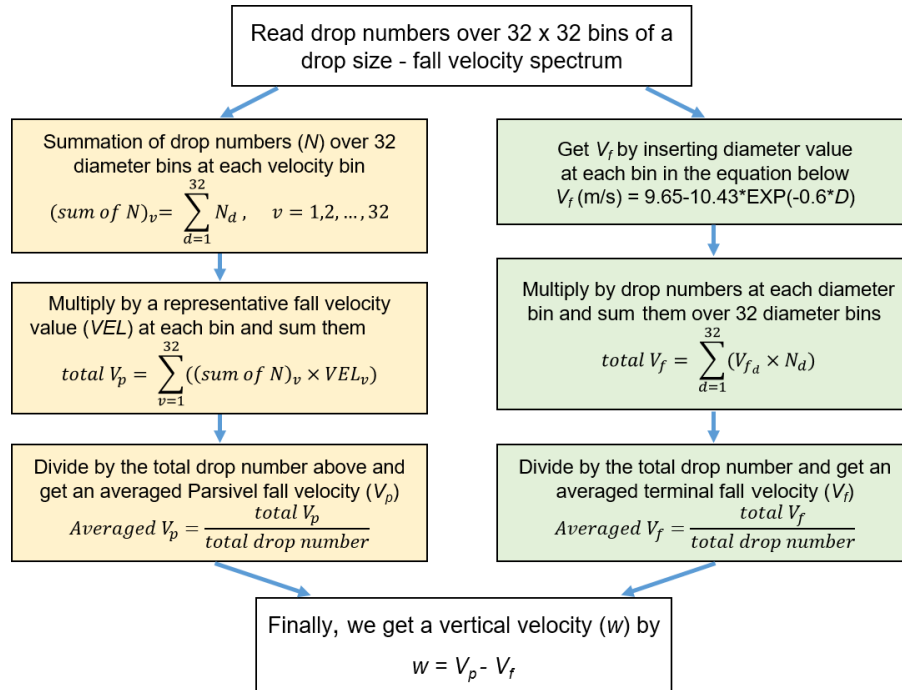 Read drop numbers over 32 x 32 bins of a
drop size - fall velocity spectrum
Summation of drop numbers (N) over 32
diameter bins at each velocity bin
(sum of N)_v = \sum_{d=1}^{32} N_d , v = 1,2, ... , 32
Multiply by a representative fall velocity
value (VEL) at each bin and sum them
total V_p = \sum_{v=1}^{32} ((sum of N)_v × VEL_v)
Divide by the total drop number above and
get an averaged Parsivel fall velocity (V_p)
Averaged V_p = \frac{total V_p}{total drop number}
Get V_f by inserting diameter value
at each bin in the equation below
V_f (m/s) = 9.65-10.43*EXP(-0.6*D)
Multiply by drop numbers at each diameter
bin and sum them over 32 diameter bins
total V_f = \sum_{d=1}^{32} (V_{f_d} × N_d)
Divide by the total drop number and get an
averaged terminal fall velocity (V_f)
Averaged V_f = \frac{total V_f}{total drop number}
Finally, we get a vertical velocity (w) by
w = V_p - V_f